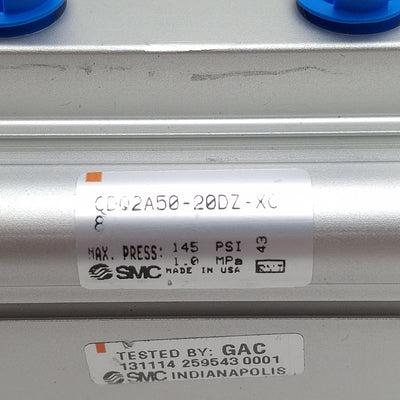 CDQ2A50-20DZ-XC
8
MAX. PRESS: 145 PSI
1.0 MPa
43
SMC MADE IN USA
TESTED BY: GAC
131114 259543 0001
SMC INDIANAPOLIS